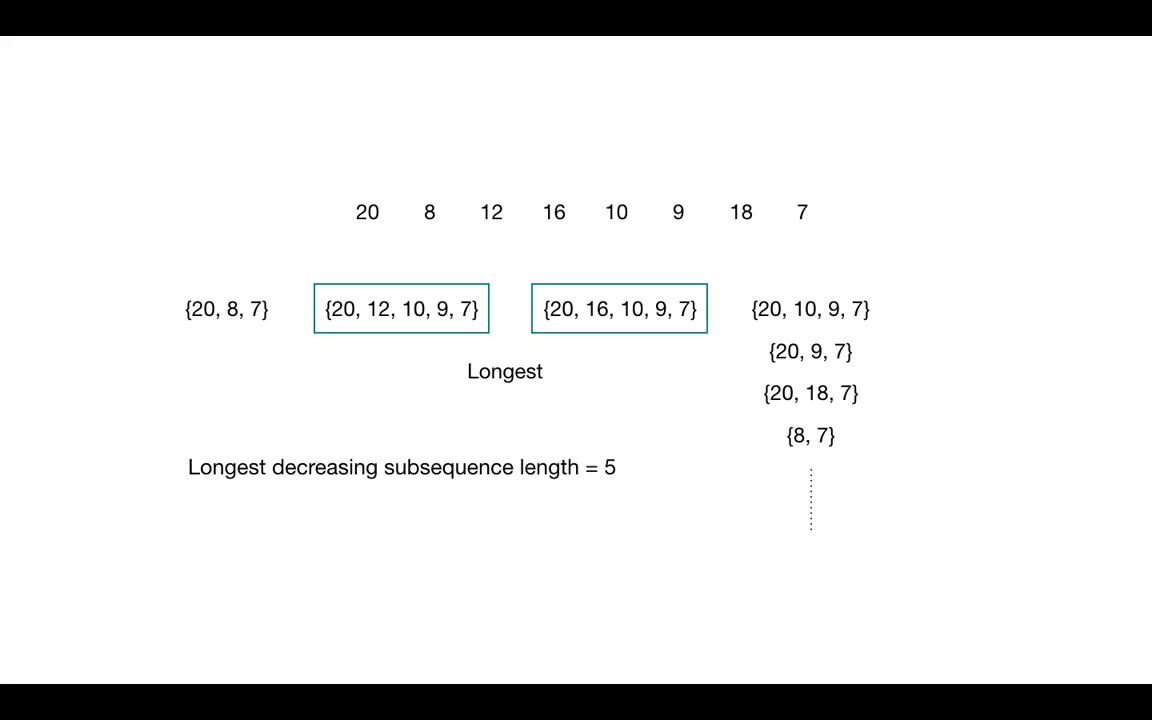 20 8 12 16 10 9 18 7
{20, 8, 7} {20, 12, 10, 9, 7} {20, 16, 10, 9, 7} {20, 10, 9, 7}
{20, 9, 7}
Longest
{20, 18, 7}
{8, 7}
Longest decreasing subsequence length = 5